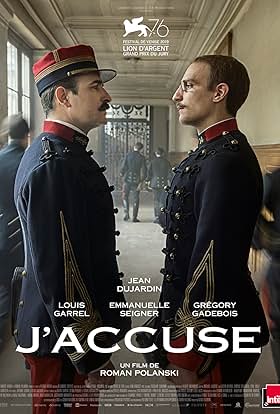 76
FESTIVAL DE VENISE 2019
LION D'ARGENT
GRAND PRIX DU JURY
JEAN
DUJARDIN
LOUIS
GARREL
EMMANUELLE
SEIGNER
GRÉGORY
GADEBOIS
J'ACCUSE
UN FILM DE
ROMAN POLANSKI
inter